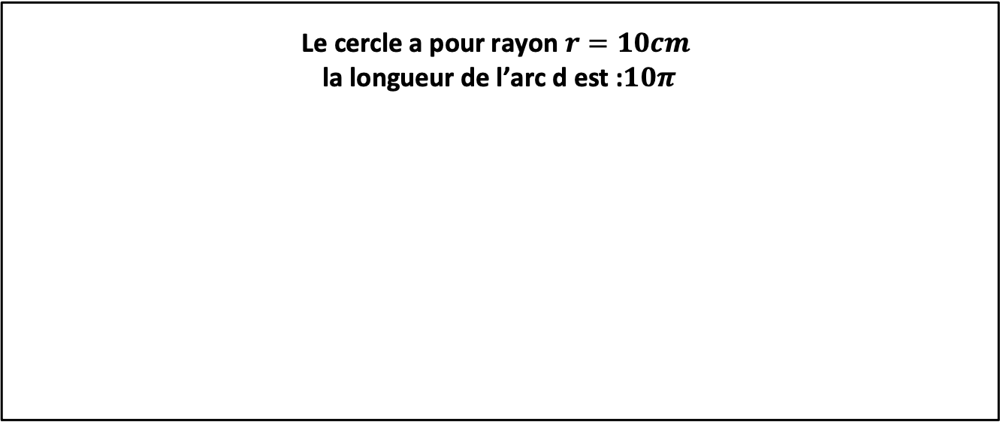 Le cercle a pour rayon 𝒓 = 𝟏𝟎𝒄𝒎
la longueur de l’arc d est :𝟏𝟎𝝅